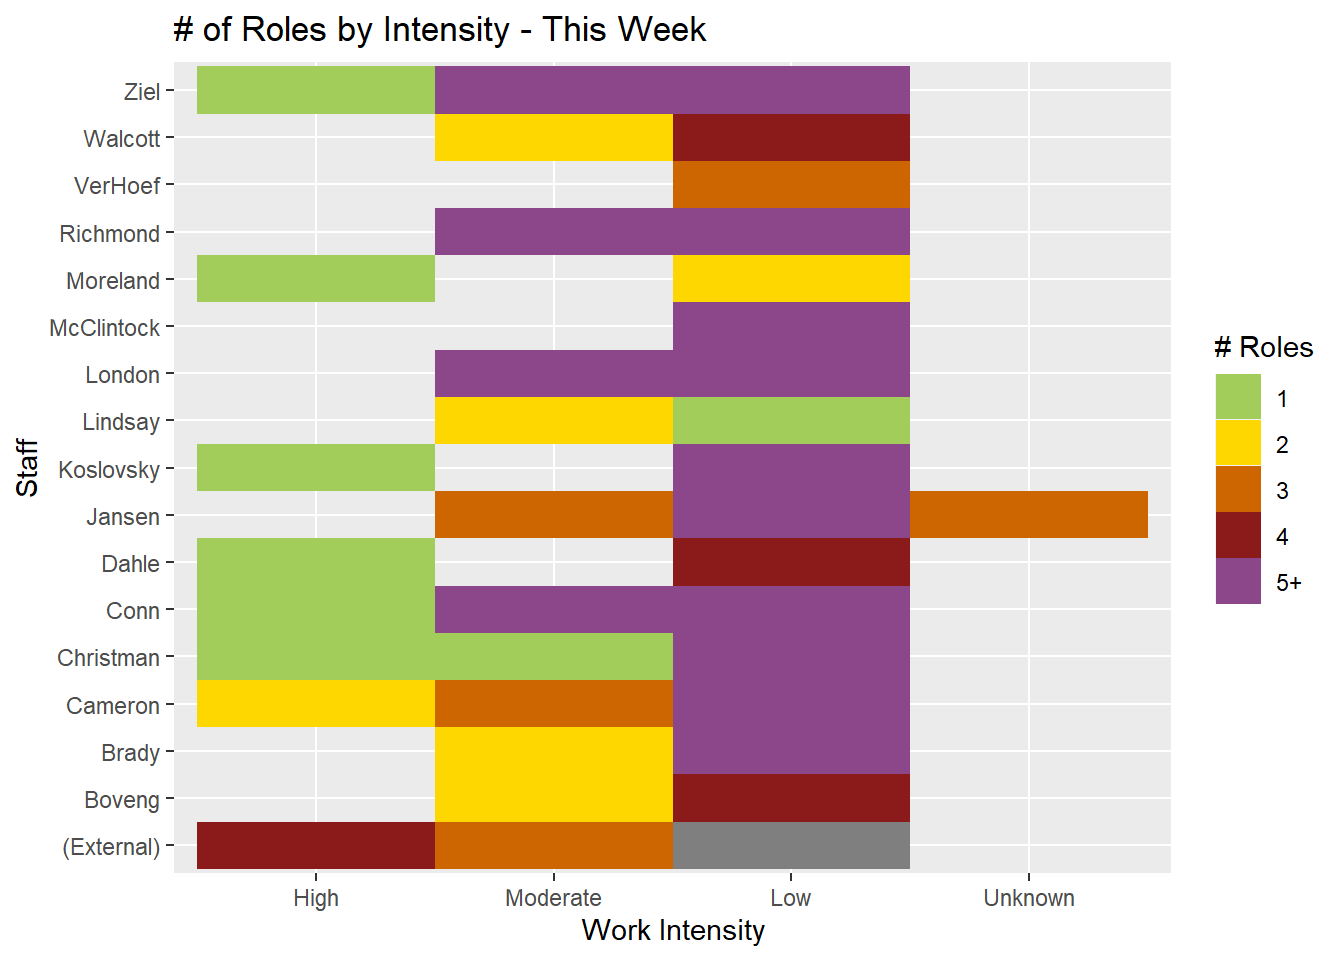 # of Roles by Intensity - This Week
Ziel
Walcott
VerHoef
Richmond
Moreland
McClintock
London
Lindsay
Koslovsky
Jansen
Dahle
Conn
Christman
Cameron
Brady
Boveng
(External)
Staff
High
Moderate
Low
Unknown
Work Intensity
# Roles
1
2
3
4
5+